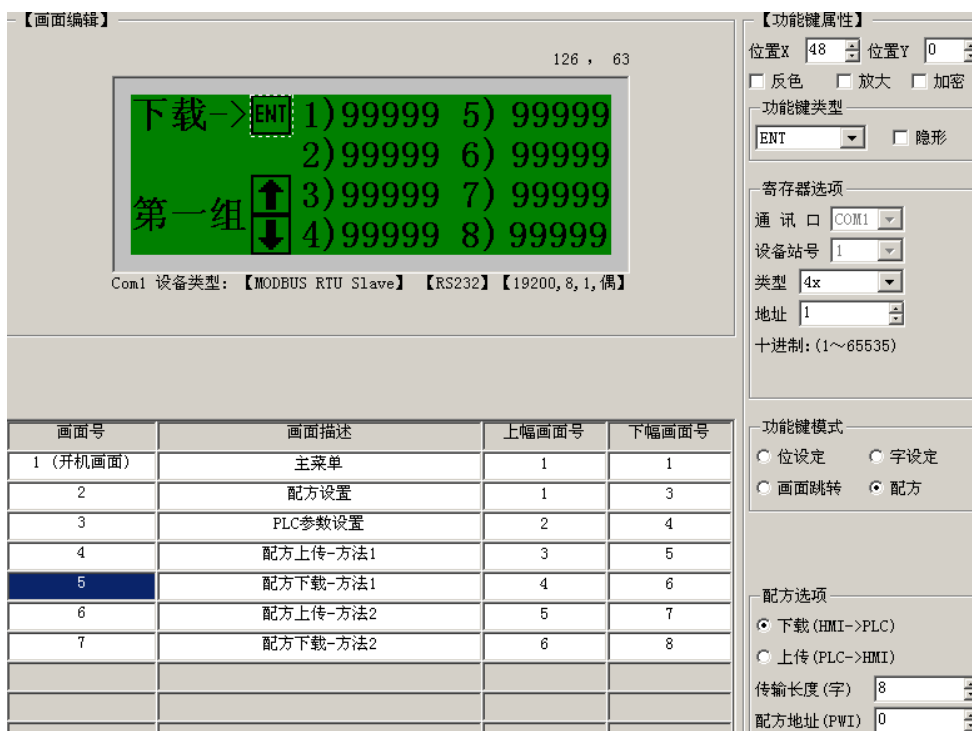 【画面编辑】
126 , 63
下载->ENT 1)99999 5) 99999
2)99999 6) 99999
第一组 3)99999 7) 99999
4)99999 8) 99999
Com1 设备类型: 【MODBUS RTU Slave】 【RS232】【19200,8,1,偶】
画面号 画面描述 上幅画面号 下幅画面号
1 (开机画面) 主菜单 1 1
2 配方设置 1 3
3 PLC参数设置 2 4
4 配方上传-方法1 3 5
5 配方下载-方法1 4 6
6 配方上传-方法2 5 7
7 配方下载-方法2 6 8
【功能键属性】
位置X 48 位置Y 0
反色 放大 加密
功能键类型
ENT 隐形
寄存器选项
通 讯 口 COM1
设备站号 1
类型 4x
地址 1
十进制:(1～65535)
功能键模式
位设定 字设定
画面跳转 配方
配方选项
下载(HMI->PLC)
上传(PLC->HMI)
传输长度(字) 8
配方地址(PWI) 0